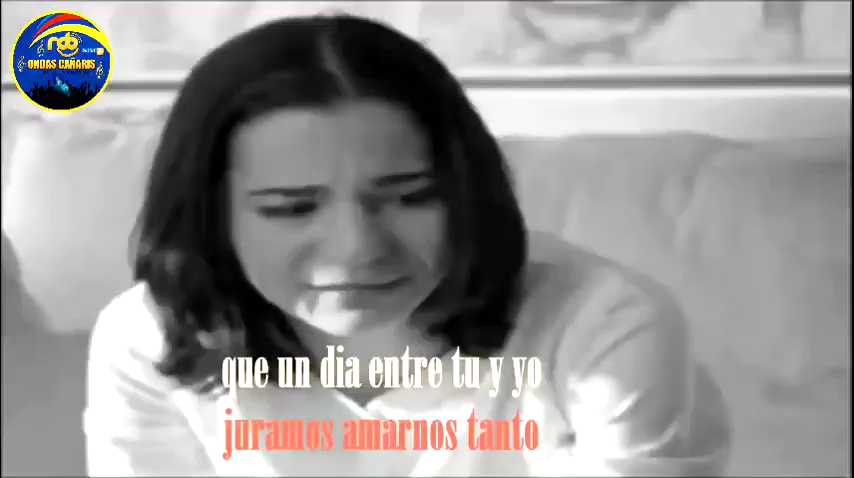 ONDAS CAÑARIS
que un dia entre tu y yo
juramos amarnos tanto